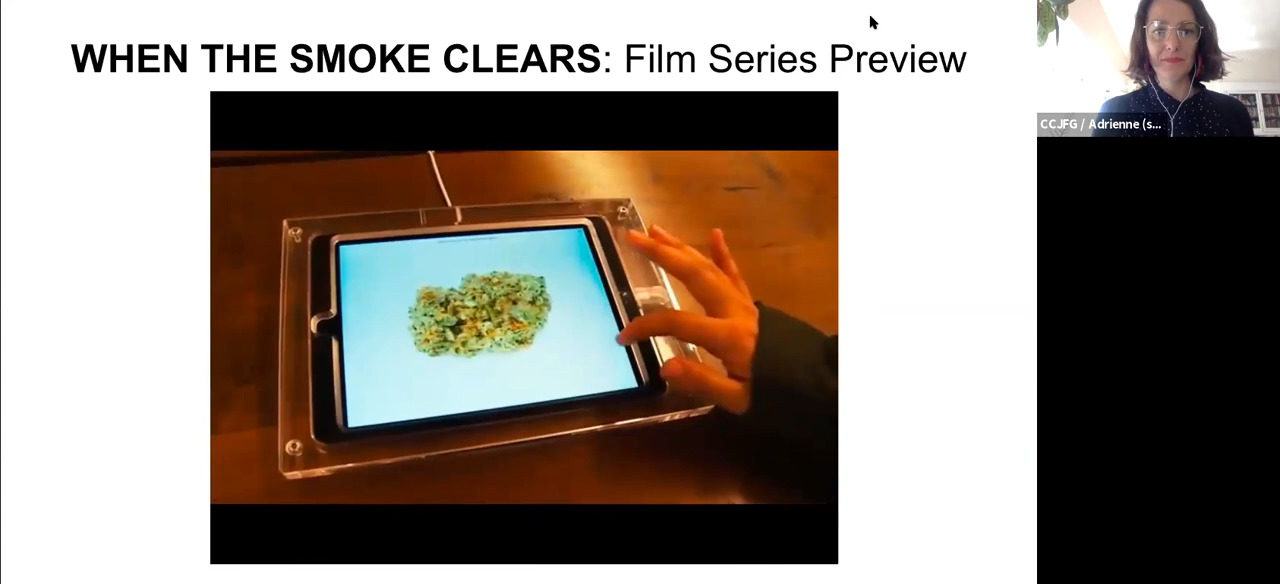 WHEN THE SMOKE CLEARS: Film Series Preview
CCJFG / Adrienne (s...